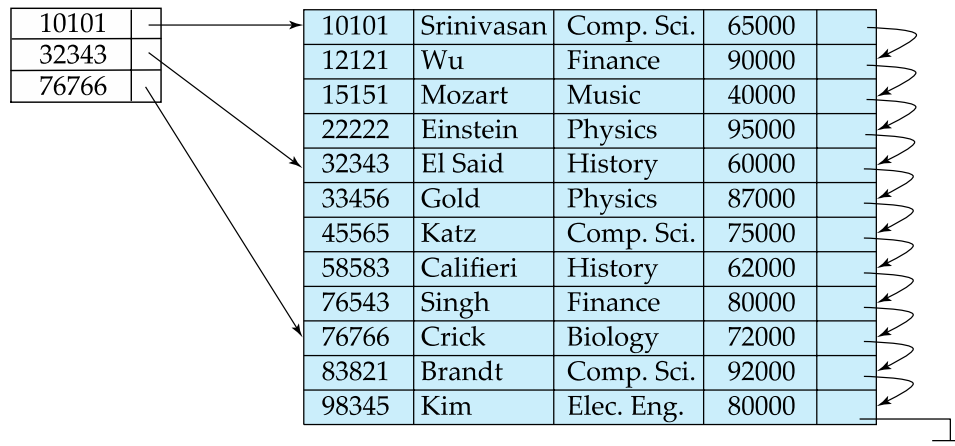 10101
32343
76766
10101 Srinivasan Comp. Sci. 65000
12121 Wu Finance 90000
15151 Mozart Music 40000
22222 Einstein Physics 95000
32343 El Said History 60000
33456 Gold Physics 87000
45565 Katz Comp. Sci. 75000
58583 Califieri History 62000
76543 Singh Finance 80000
76766 Crick Biology 72000
83821 Brandt Comp. Sci. 92000
98345 Kim Elec. Eng. 80000